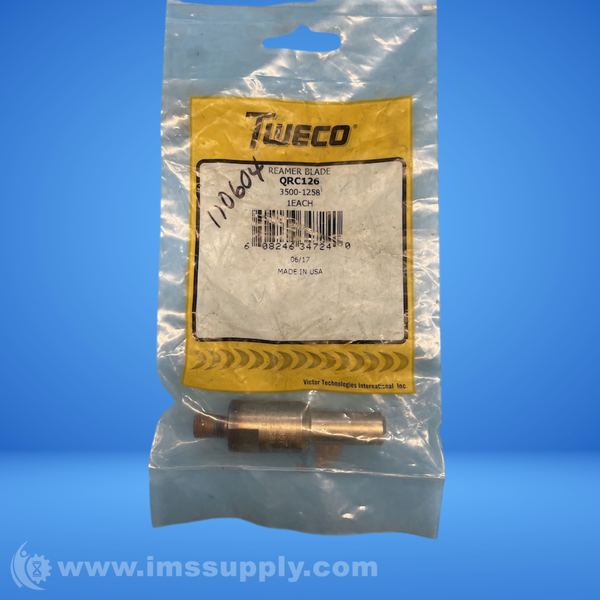 TWECO®
REAMER BLADE
QRC126
3500-1258
1EACH
110604
6 08246 34724 0
06/17
MADE IN USA
Victor Technologies International, Inc.
www.imssupply.com